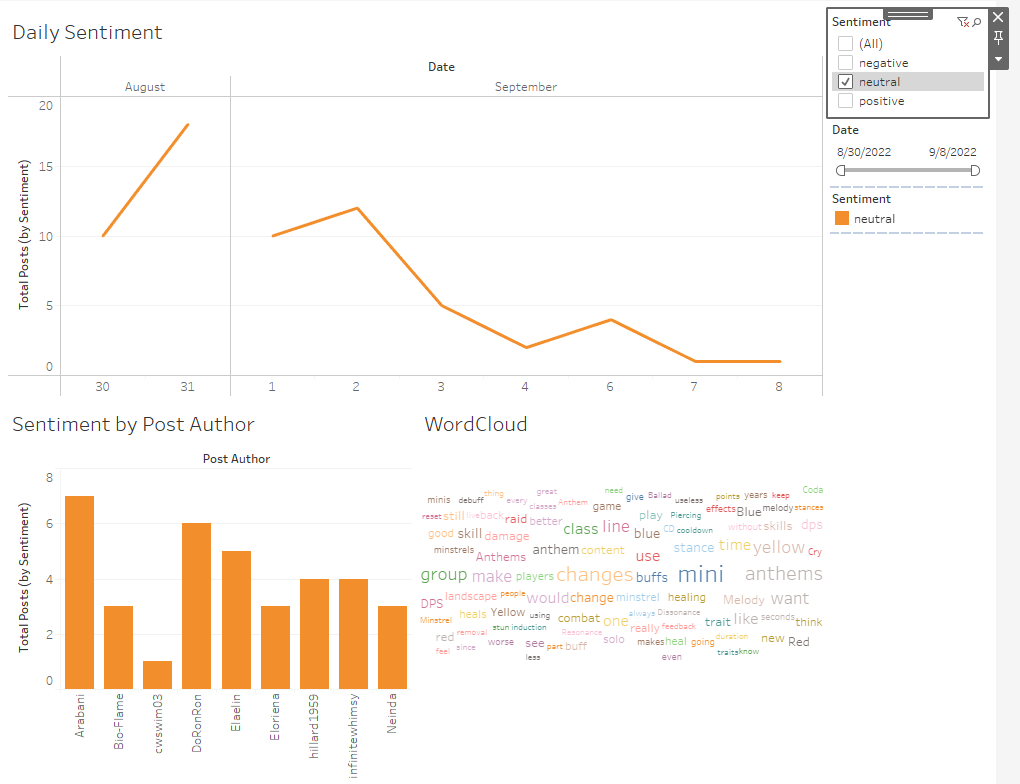 Daily Sentiment
Date
August
September
Total Posts (by Sentiment)
20
15
10
5
0
30 31 1 2 3 4 6 7 8
Sentiment
(All)
negative
neutral
positive
Date
8/30/2022 9/8/2022
Sentiment
neutral
Sentiment by Post Author
Post Author
Total Posts (by Sentiment)
8
6
4
2
0
Arabani
Bio-Flame
cwswim03
DoRonRon
Elaelin
Eloriena
hillard1959
infinitewhimsy
Neinda
WordCloud
thing great need Coda
minis debuff every classes Anthem game give Ballad useless points years keep
reset still live back raid better play Piercing effects Blue melody stances
good skill damage class line blue CD cooldown without skills dps
minstrels Anthems anthem content use stance time yellow Cry
group make players changes buffs mini anthems
landscape people would change minstrel healing Melody want
DPS heals Yellow using combat one always Dissonance trait like seconds think
Minstrel stun induction really feedback
red removal worse Resonance see part buff solo makes heal going duration new Red
feel since less even traits know